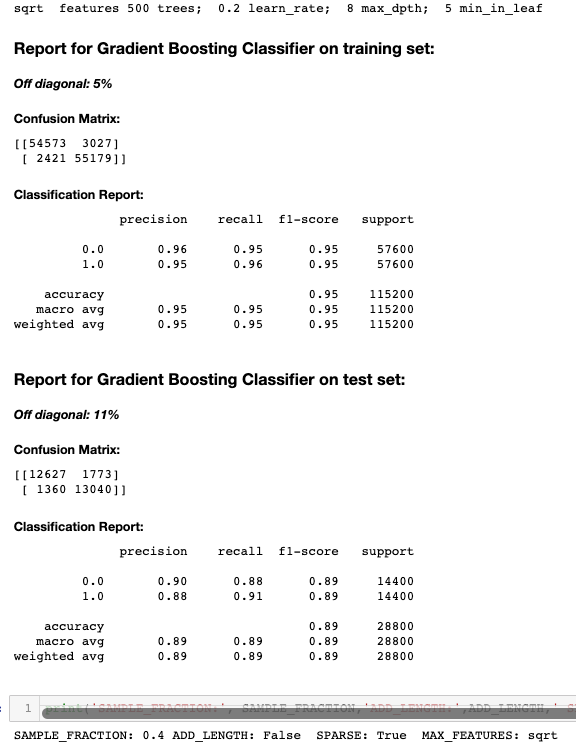 sqrt  features 500 trees;  0.2 learn_rate;  8 max_dpth;  5 min_in_leaf
Report for Gradient Boosting Classifier on training set:
Off diagonal: 5%
Confusion Matrix:
[[54573  3027]
 [ 2421 55179]]
Classification Report:
              precision    recall  f1-score   support
         0.0       0.96      0.95      0.95     57600
         1.0       0.95      0.96      0.95     57600
    accuracy                           0.95    115200
   macro avg       0.95      0.95      0.95    115200
weighted avg       0.95      0.95      0.95    115200
Report for Gradient Boosting Classifier on test set:
Off diagonal: 11%
Confusion Matrix:
[[12627  1773]
 [ 1360 13040]]
Classification Report:
              precision    recall  f1-score   support
         0.0       0.90      0.88      0.89     14400
         1.0       0.88      0.91      0.89     14400
    accuracy                           0.89     28800
   macro avg       0.89      0.89      0.89     28800
weighted avg       0.89      0.89      0.89     28800
1 print('SAMPLE_FRACTION:', SAMPLE_FRACTION,'ADD_LENGTH:',ADD_LENGTH,'
SAMPLE_FRACTION: 0.4 ADD_LENGTH: False  SPARSE: True  MAX_FEATURES: sqrt